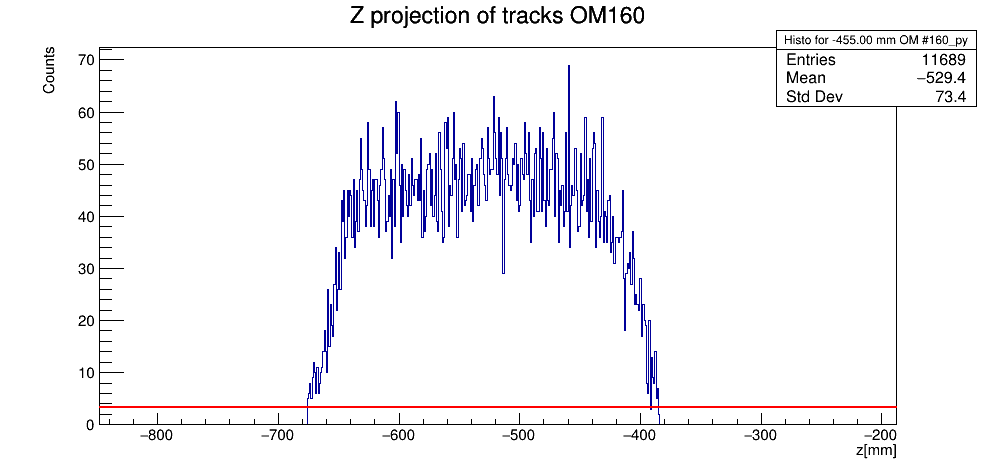 Z projection of tracks OM160
Histo for -455.00 mm OM #160_py
Entries 11689
Mean −529.4
Std Dev 73.4
Counts
70
60
50
40
30
20
10
0
−800 −700 −600 −500 −400 −300 −200
z[mm]